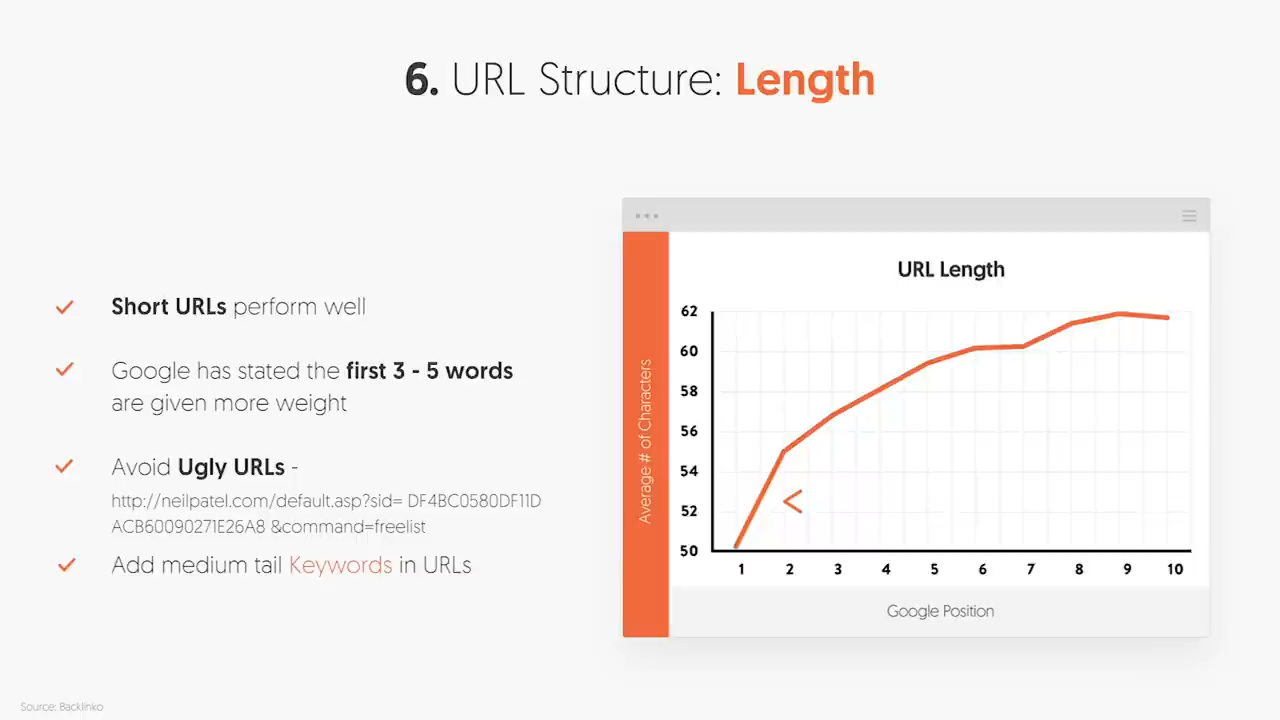 6. URL Structure: Length
Short URLs perform well
Google has stated the first 3 - 5 words
are given more weight
Avoid Ugly URLs -
http://neilpatel.com/default.asp?sid= DF4BC0580DF11D
ACB60090271E26A8 &command=freelist
Add medium tail Keywords in URLs
URL Length
Average # of Characters
62
60
58
56
54
52
50
1 2 3 4 5 6 7 8 9 10
Google Position
Source: Backlinko